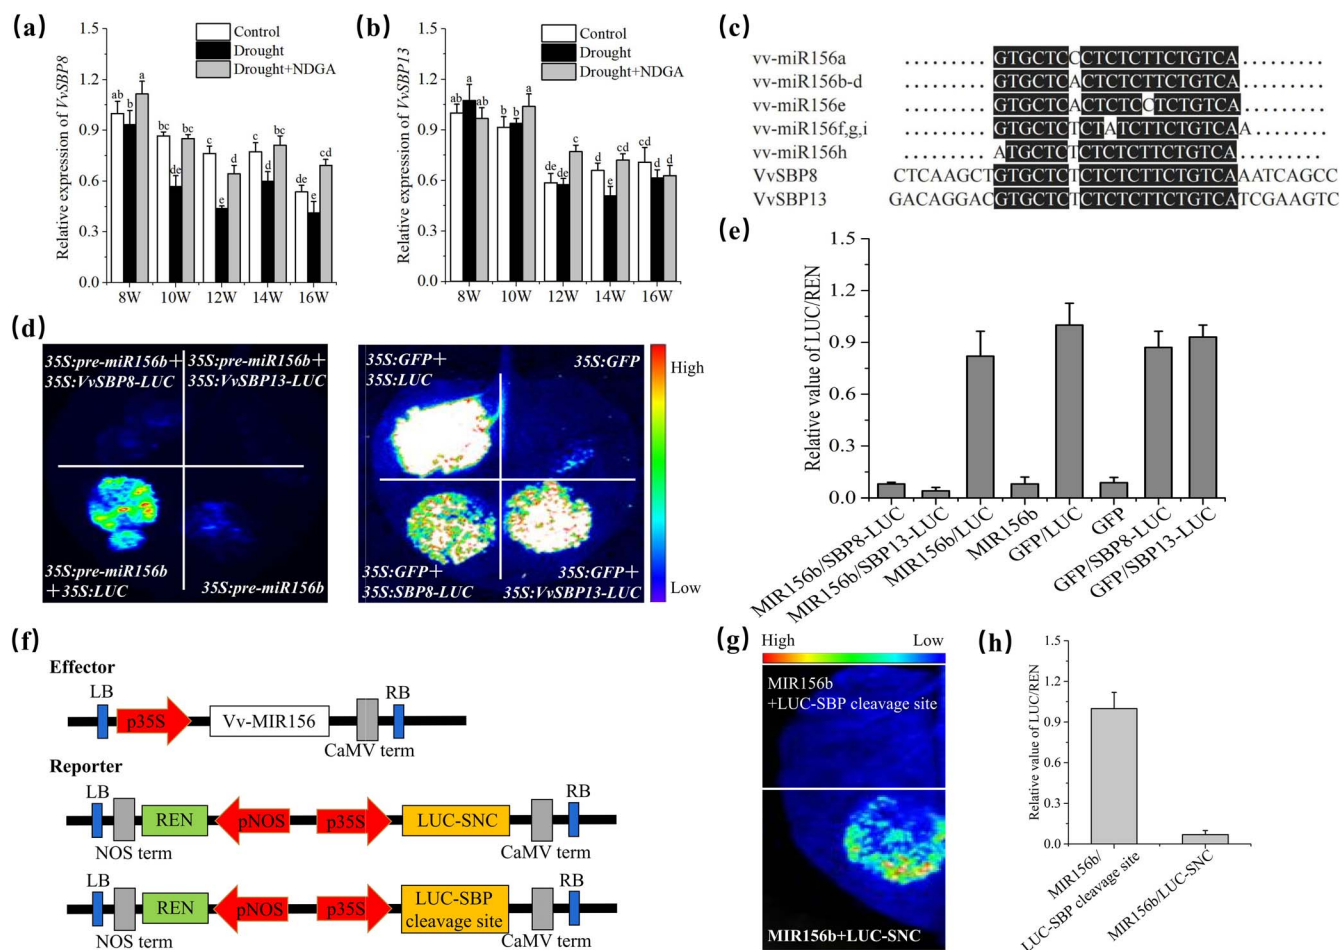 (a)
Relative expression of VvSBP8
1.5
1.2
0.9
0.6
0.3
0.0
Control
Drought
Drought+NDGA
ab
b
a
bc
de
bc
c
e
d
bc
d
bc
de
e
cd
8W
10W
12W
14W
16W
(b)
Relative expression of VvSBP13
1.5
1.2
0.9
0.6
0.3
0.0
Control
Drought
Drought+NDGA
ab
a
ab
b
b
a
d
d
c
d
e
cd
cd
d
d
8W
10W
12W
14W
16W
(c)
vv-miR156a ......... GTGCTCCCTCTCTTCTGTCA.........
vv-miR156b-d ......... GTGCTCACTCTCTTCTGTCA.........
vv-miR156e ......... GTGCTCACTCTCCTCTGTCA.........
vv-miR156f,g,i ......... GTGCTCTCTATCTTCTGTCAA........
vv-miR156h ........ATGCTCTCTCTCTTCTGTCA.........
VvSBP8 CTCAAGCTGTGCTCTCTCTCTTCTGTCAAATCAGCC
VvSBP13 GACAGGACGTGCTCTCTCTCTTCTGTCATCGAAGTC
(d)
35S:pre-miR156b+
35S:VvSBP8-LUC
35S:pre-miR156b+
35S:VvSBP13-LUC
35S:pre-miR156b
+35S:LUC
35S:pre-miR156b
35S:GFP+
35S:LUC
35S:GFP
35S:GFP+
35S:SBP8-LUC
35S:GFP+
35S:VvSBP13-LUC
High
Low
(e)
Relative value of LUC/REN
1.5
1.2
0.9
0.6
0.3
0.0
MIR156b/SBP8-LUC
MIR156b/SBP13-LUC
MIR156b/LUC
MIR156b
GFP/LUC
GFP
GFP/SBP8-LUC
GFP/SBP13-LUC
(f)
Effector
LB
p35S
Vv-MIR156
CaMV term
RB
Reporter
LB
NOS term
REN
pNOS
p35S
LUC-SNC
CaMV term
RB
LB
NOS term
REN
pNOS
p35S
LUC-SBP
cleavage site
CaMV term
RB
(g)
High
Low
MIR156b
+LUC-SBP cleavage site
MIR156b+LUC-SNC
(h)
Relative value of LUC/REN
1.5
1.2
0.9
0.6
0.3
0.0
MIR156b/
LUC-SBP cleavage site
MIR156b/LUC-SNC